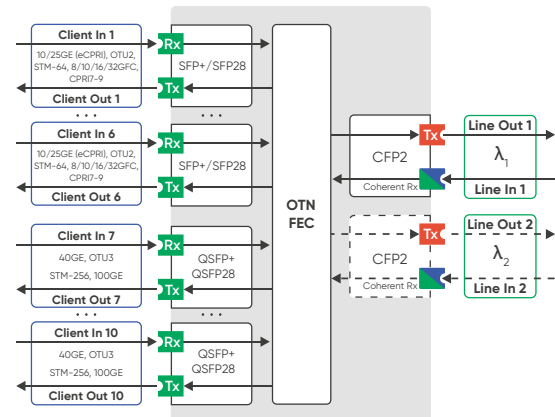 Client In 1
10/25GE (eCPRI), OTU2,
STM-64, 8/10/16/32GFC,
CPRI7-9
Client Out 1
Rx
Tx
SFP+/SFP28
...
...
Client In 6
10/25GE (eCPRI), OTU2,
STM-64, 8/10/16/32GFC,
CPRI7-9
Client Out 6
Rx
Tx
SFP+/SFP28
Client In 7
40GE, OTU3
STM-256, 100GE
Client Out 7
Rx
Tx
QSFP+
QSFP28
...
...
Client In 10
40GE, OTU3
STM-256, 100GE
Client Out 10
Rx
Tx
QSFP+
QSFP28
OTN
FEC
CFP2
Coherent Rx
Tx
Line Out 1
λ1
Line In 1
CFP2
Coherent Rx
Tx
Line Out 2
λ2
Line In 2